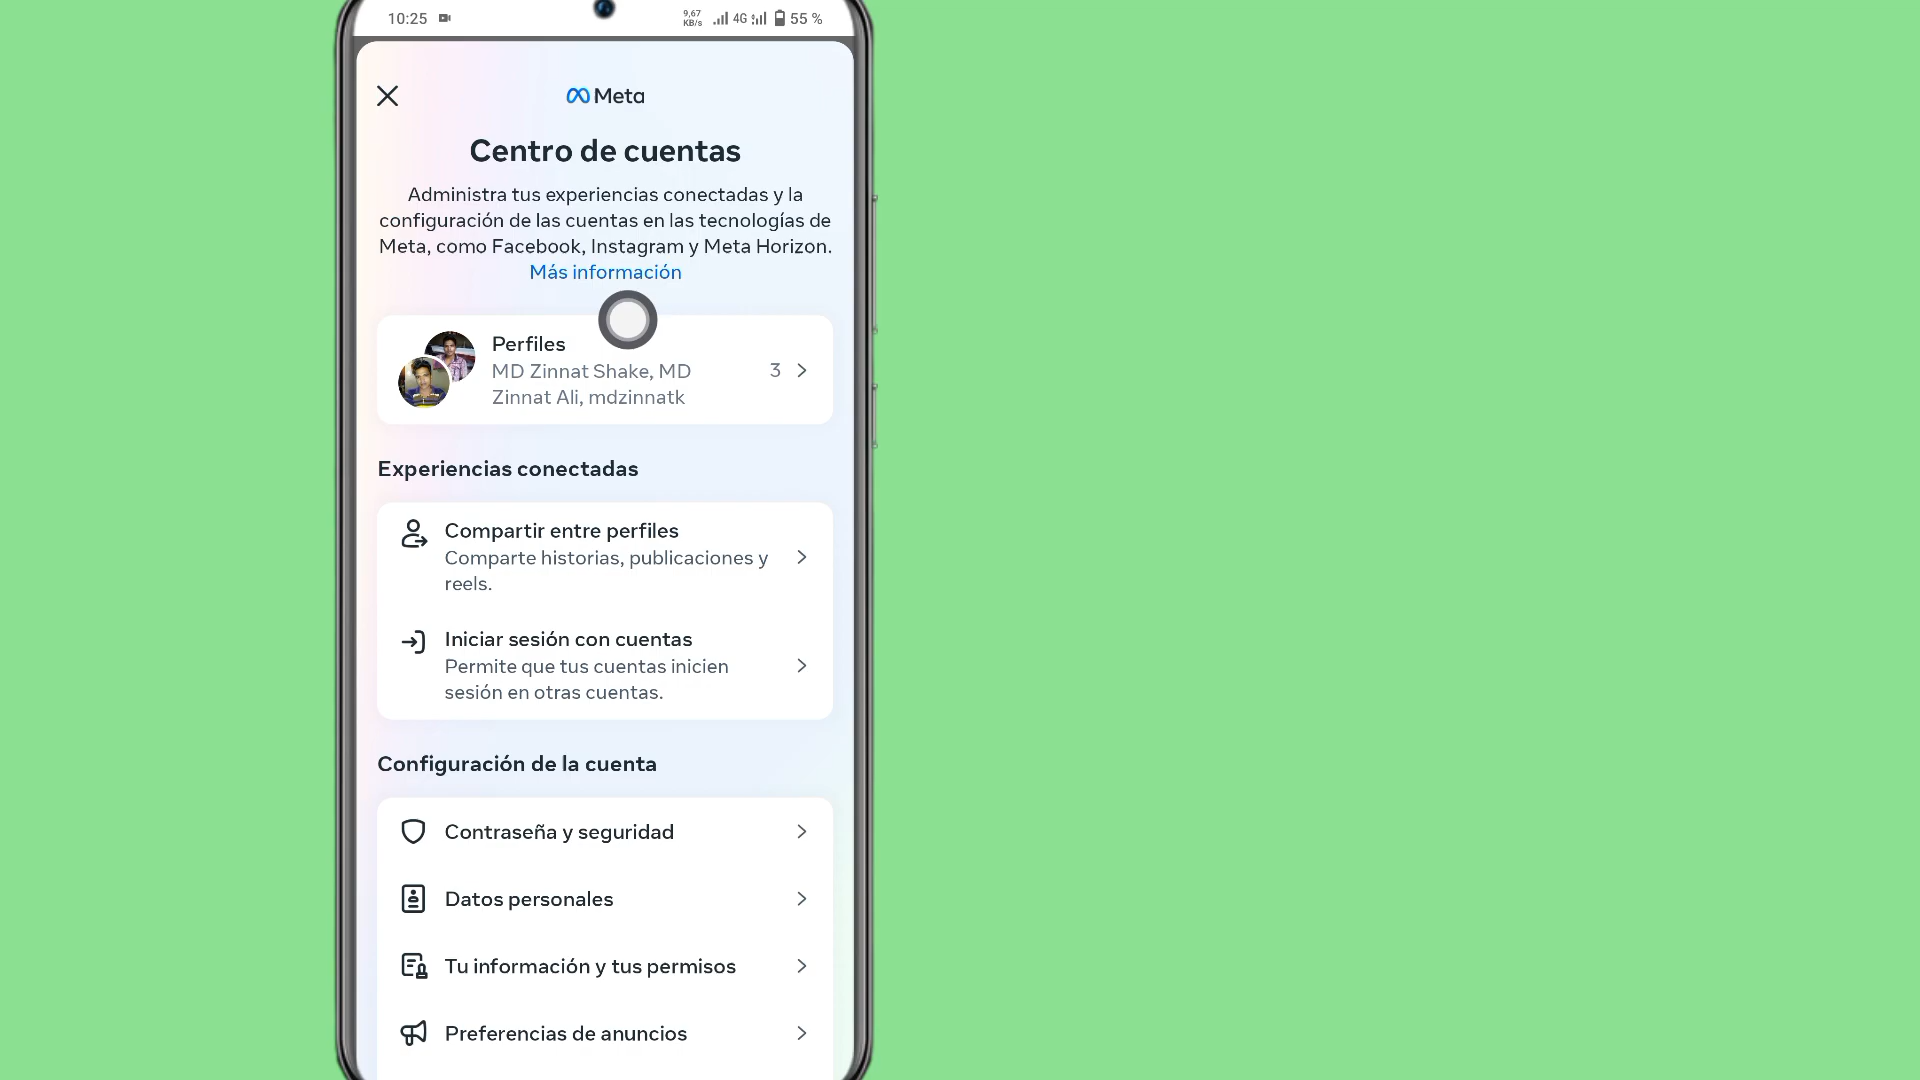 10:25
9,67
KB/s
4G
55 %
Meta
Centro de cuentas
Administra tus experiencias conectadas y la
configuración de las cuentas en las tecnologías de
Meta, como Facebook, Instagram y Meta Horizon.
Más información
Perfiles
MD Zinnat Shake, MD
Zinnat Ali, mdzinnatk
3
Experiencias conectadas
Compartir entre perfiles
Comparte historias, publicaciones y
reels.
Iniciar sesión con cuentas
Permite que tus cuentas inicien
sesión en otras cuentas.
Configuración de la cuenta
Contraseña y seguridad
Datos personales
Tu información y tus permisos
Preferencias de anuncios